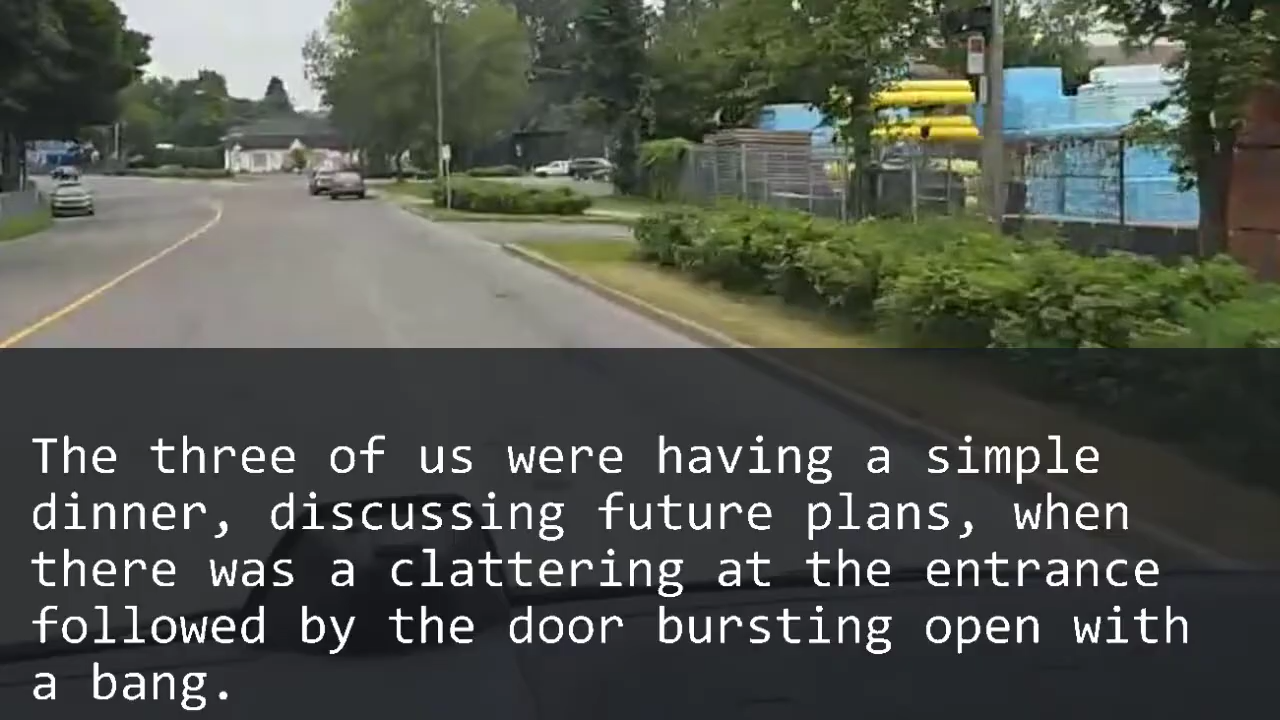 The three of us were having a simple
dinner, discussing future plans, when
there was a clattering at the entrance
followed by the door bursting open with
a bang.